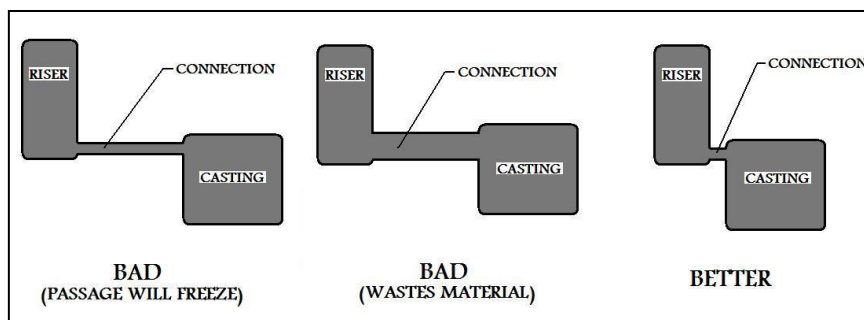 RISER
CONNECTION
CASTING
BAD
(PASSAGE WILL FREEZE)
RISER
CONNECTION
CASTING
BAD
(WASTES MATERIAL)
RISER
CONNECTION
CASTING
BETTER